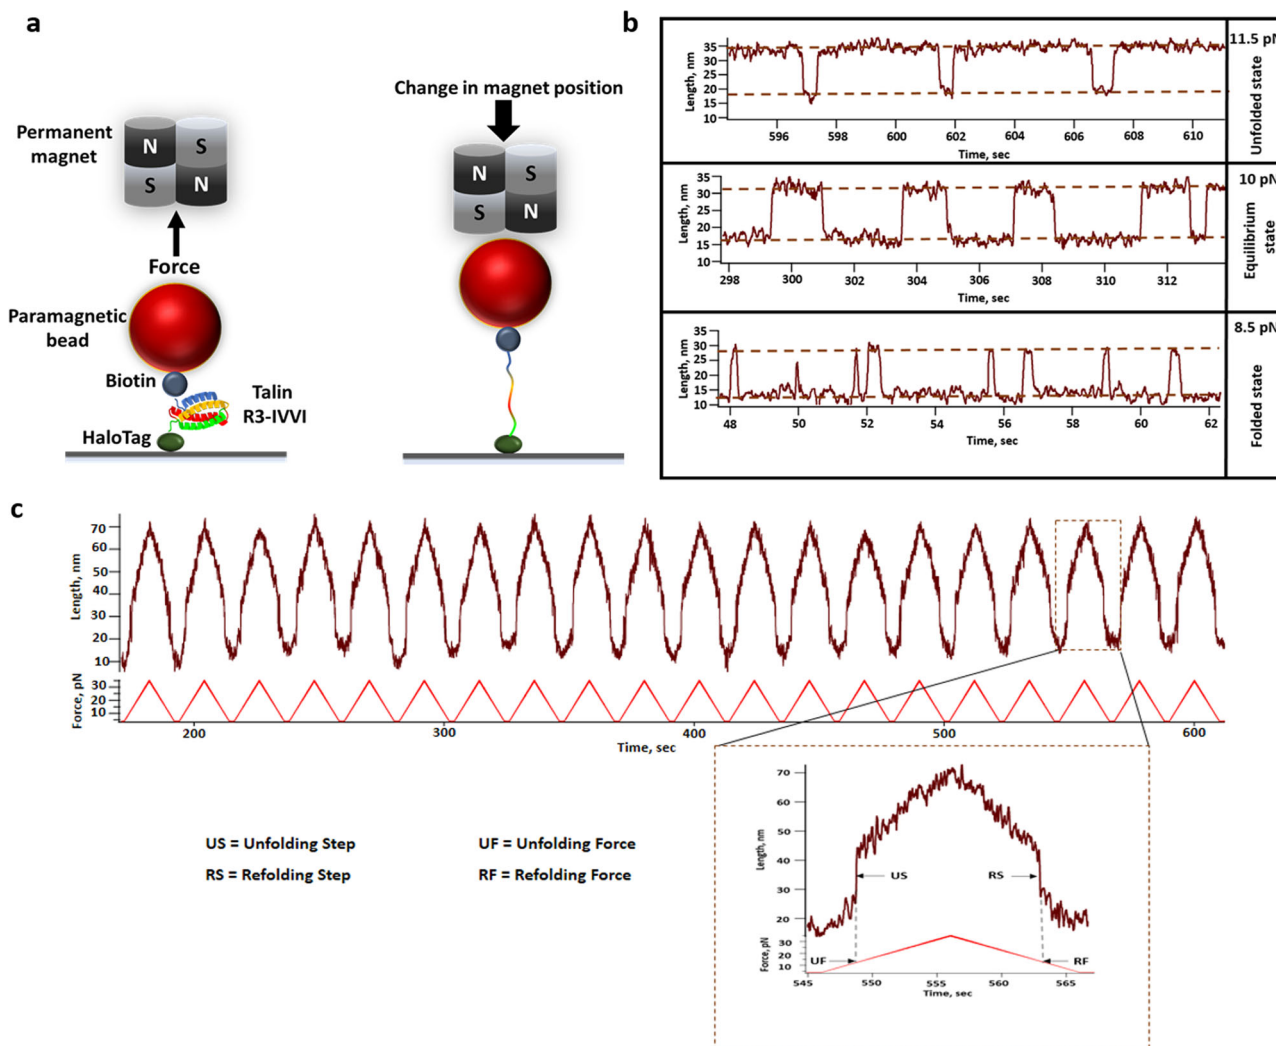 a
Change in magnet position
Permanent
magnet
N
S
S
N
N
S
S
N
Force
Paramagnetic
bead
Biotin
Talin
R3-IVVI
HaloTag
b
11.5 pN
Unfolded state
Length, nm
35
30
25
20
15
10
596
598
600
602
604
606
608
610
Time, sec
10 pN
Equilibrium
state
Length, nm
35
30
25
20
15
10
298
300
302
304
306
308
310
312
Time, sec
8.5 pN
Folded state
Length, nm
35
30
25
20
15
10
48
50
52
54
56
58
60
62
Time, sec
c
Length, nm
70
60
50
40
30
20
10
Force, pN
30
20
10
200
300
400
500
600
Time, sec
US = Unfolding Step
UF = Unfolding Force
RS = Refolding Step
RF = Refolding Force
Length, nm
70
60
50
40
30
20
US
RS
Force, pN
30
20
10
UF
RF
545
550
555
560
565
Time, sec